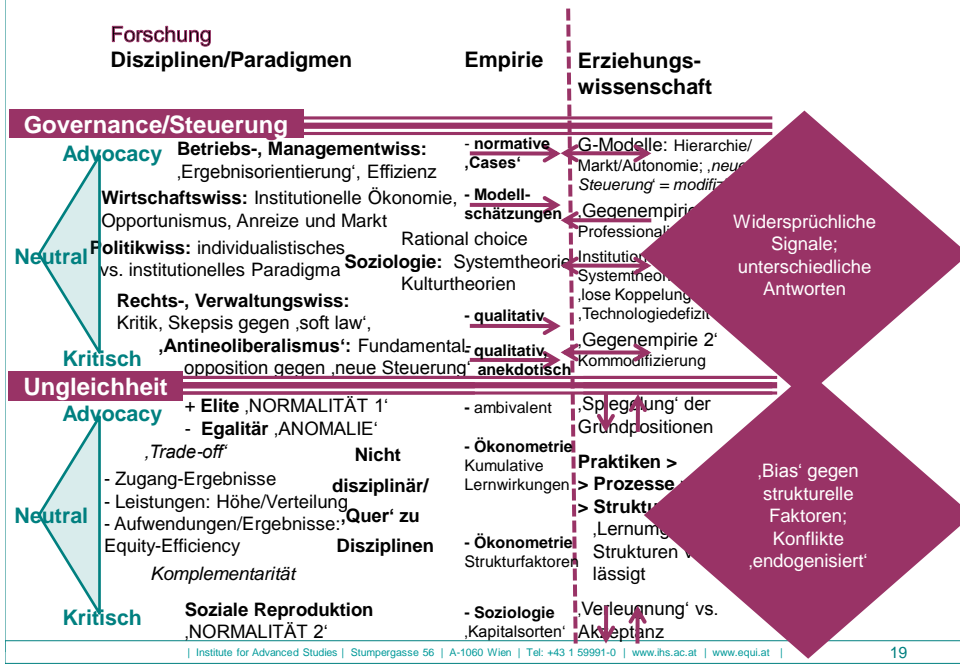 Forschung
Disziplinen/Paradigmen
Empirie
Erziehungs-
wissenschaft
Governance/Steuerung
Advocacy
Neutral
Kritisch
Betriebs-, Managementwiss:
‚Ergebnisorientierung‘, Effizienz
Wirtschaftswiss: Institutionelle Ökonomie,
Opportunismus, Anreize und Markt
Politikwiss: individualistisches
vs. institutionelles Paradigma
Rational choice
Soziologie: Systemtheorie
Kulturtheorien
Rechts-, Verwaltungswiss:
Kritik, Skepsis gegen ‚soft law‘,
‚Antineoliberalismus‘: Fundamental-
opposition gegen ‚neue Steuerung‘
- normative
‚Cases‘
- Modell-
schätzungen
- qualitativ
- qualitativ,
anekdotisch
G-Modelle: Hierarchie/
Markt/Autonomie; ‚neue
Steuerung‘ =
‚Gegenempirie
Systemtheorie
‚lose Koppelung
‚Technologiedefizit
‚Gegenempirie 2‘
Kommodifizierung
Widersprüchliche
Signale;
unterschiedliche
Antworten
Ungleichheit
Advocacy
Neutral
Kritisch
+ Elite ‚NORMALITÄT 1‘
- Egalitär ‚ANOMALIE‘
‚Trade-off‘
- Zugang-Ergebnisse
- Leistungen: Höhe/Verteilung
- Aufwendungen/Ergebnisse:
Equity-Efficiency
Komplementarität
Nicht
disziplinär/
‚Quer‘ zu
Disziplinen
Soziale Reproduktion
‚NORMALITÄT 2‘
- ambivalent
- Ökonometrie
Kumulative
Lernwirkungen
- Ökonometrie
Strukturfaktoren
- Soziologie
‚Kapitalsorten‘
‚Spiegelung‘ der
Grundpositionen
Praktiken >
> Prozesse
>
Strukturen
lässigt
‚Verleugnung‘ vs.
Akzeptanz
‚Bias‘ gegen
strukturelle
Faktoren;
Konflikte
‚endogenisiert‘
| Institute for Advanced Studies | Stumpergasse 56 | A-1060 Wien | Tel: +43 1 59991-0 | www.ihs.ac.at | www.equi.at |
19